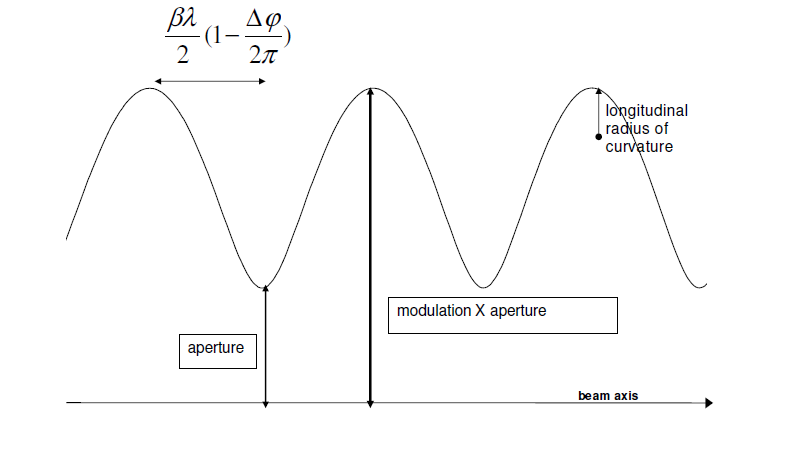 βλ/2 (1−Δφ/2π)
longitudinal
radius of
curvature
modulation X aperture
aperture
beam axis